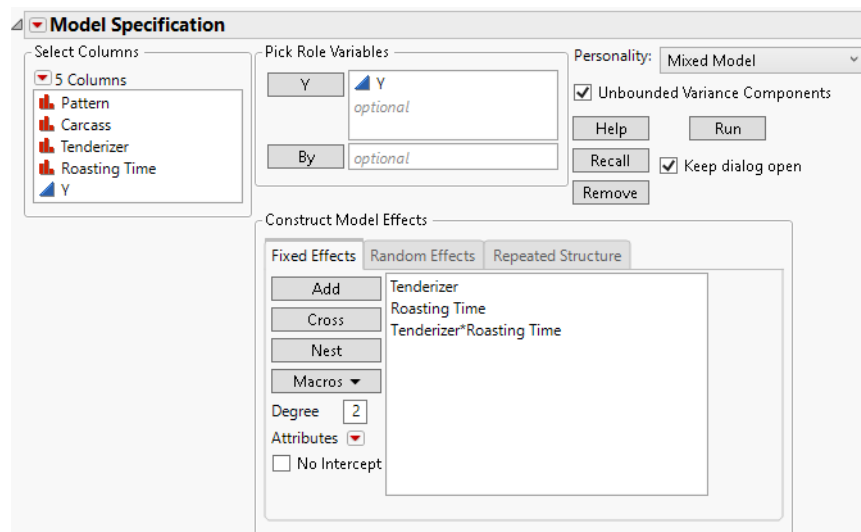 Model Specification
Select Columns
5 Columns
Pattern
Carcass
Tenderizer
Roasting Time
Y
Pick Role Variables
Y
Y
optional
By
optional
Personality:
Mixed Model
Unbounded Variance Components
Help
Run
Recall
Keep dialog open
Remove
Construct Model Effects
Fixed Effects
Random Effects
Repeated Structure
Add
Cross
Nest
Macros
Degree
2
Attributes
No Intercept
Tenderizer
Roasting Time
Tenderizer*Roasting Time